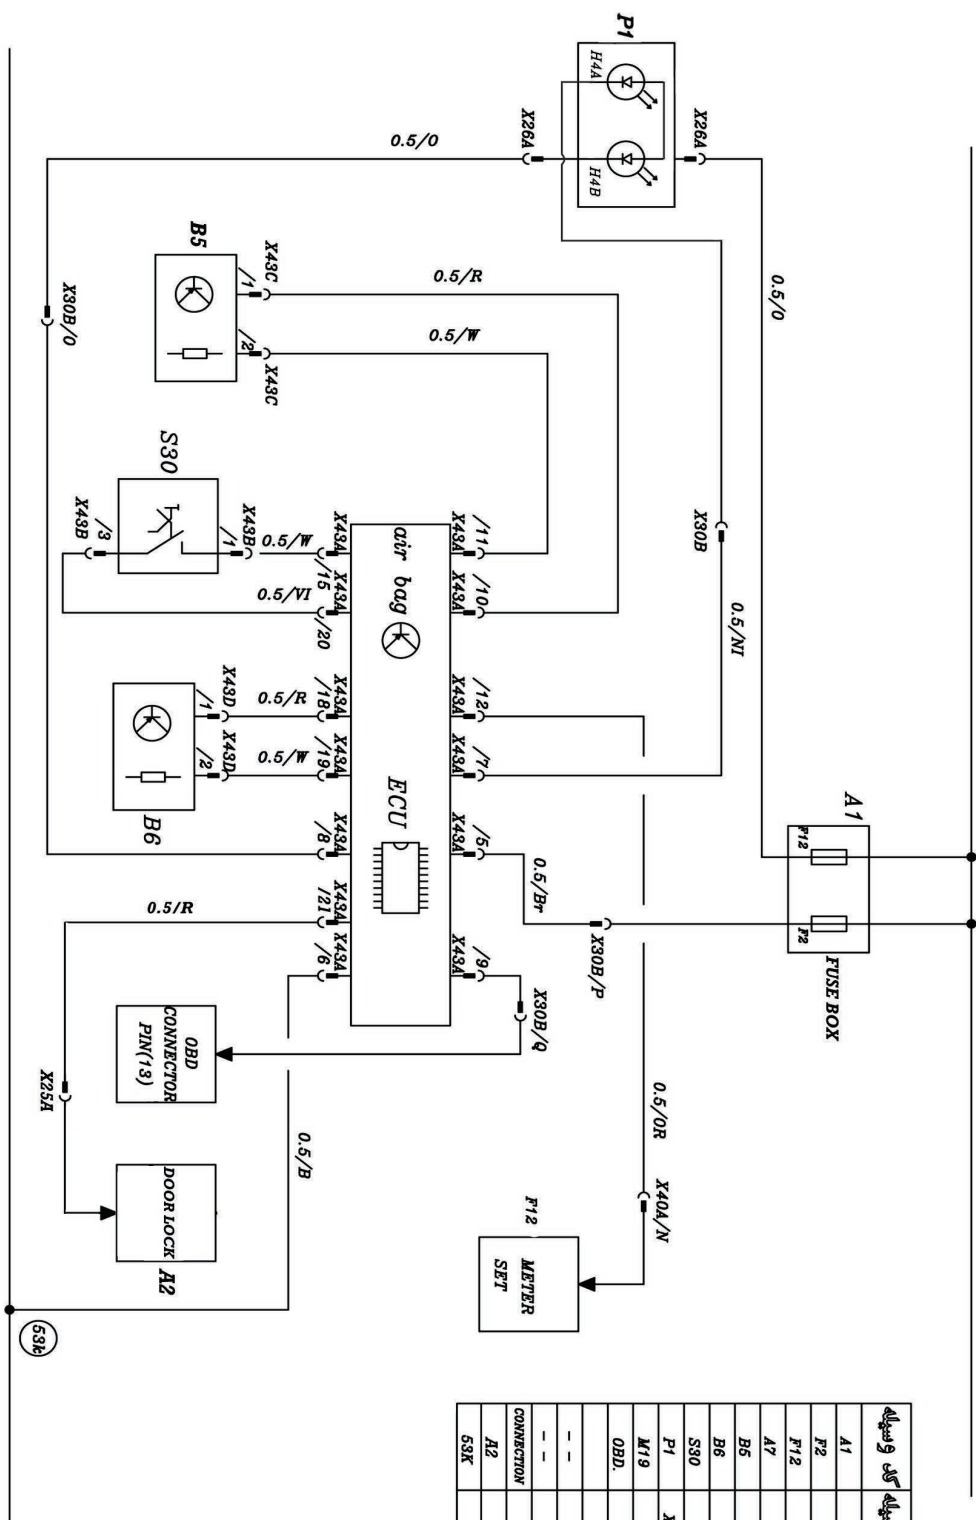 P1
H4A
H4B
X26A
X26A
0.5/O
0.5/O
X30B/O
B5
X43C
/1
/2
X43C
0.5/R
0.5/W
X30B
0.5/NI
S30
X43B
/1
/3
X43B
0.5/W
0.5/VI
X43A
/15
X43A
/20
air bag
ECU
X43A
/11
X43A
/10
X43A
/12
X43A
/7
X43A
/5
X43A
/9
X43A
/18
X43A
/19
X43A
/8
X43A
/21
X43A
/6
X43D
/1
X43D
/2
0.5/R
0.5/W
B6
A1
F12
F2
FUSE BOX
0.5/Br
X30B/P
X30B/Q
0.5/R
X25A
OBD
CONNECTOR
PIN(13)
DOOR LOCK
A2
0.5/B
0.5/OR
X40A/N
F12
METER
SET
53k
کد وسیله
A1
F2
F12
A7
B5
B6
S30
P1
X
M19
OBD.
- -
- -
CONNECTION
A2
53K